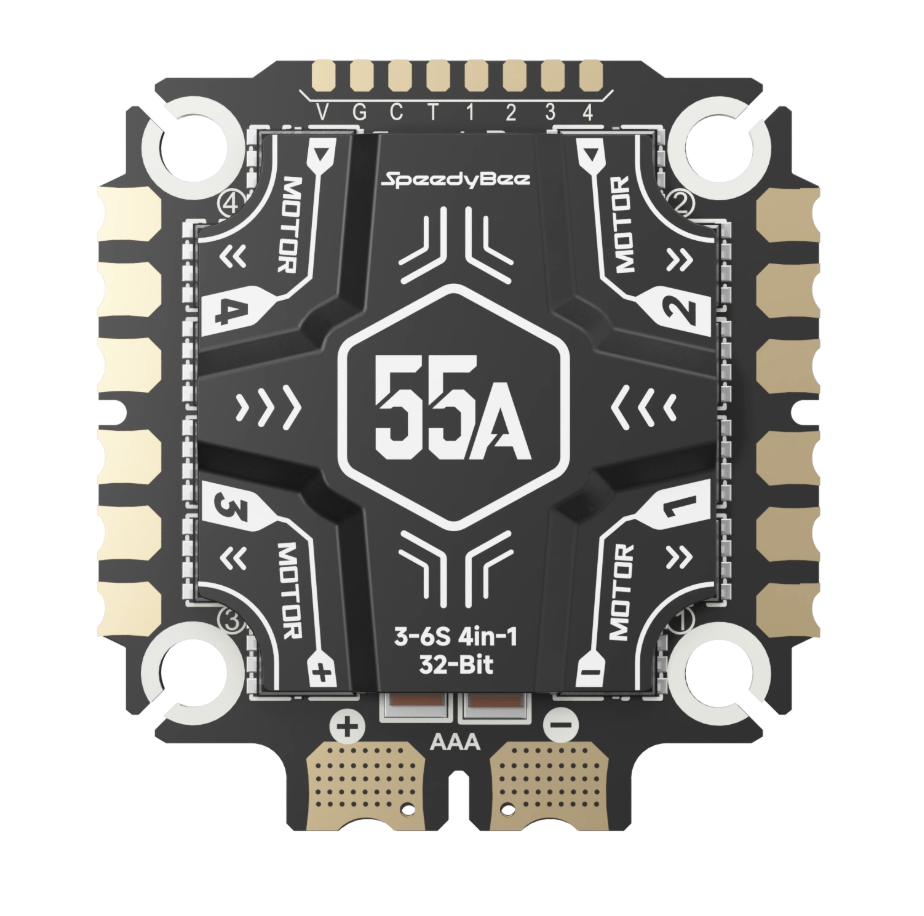 V G C T 1 2 3 4
SpeedyBee
4
MOTOR
4
2
MOTOR
2
55A
3
MOTOR
3
+
1
MOTOR
1
–
3-6S 4in-1
32-Bit
+
AAA
–